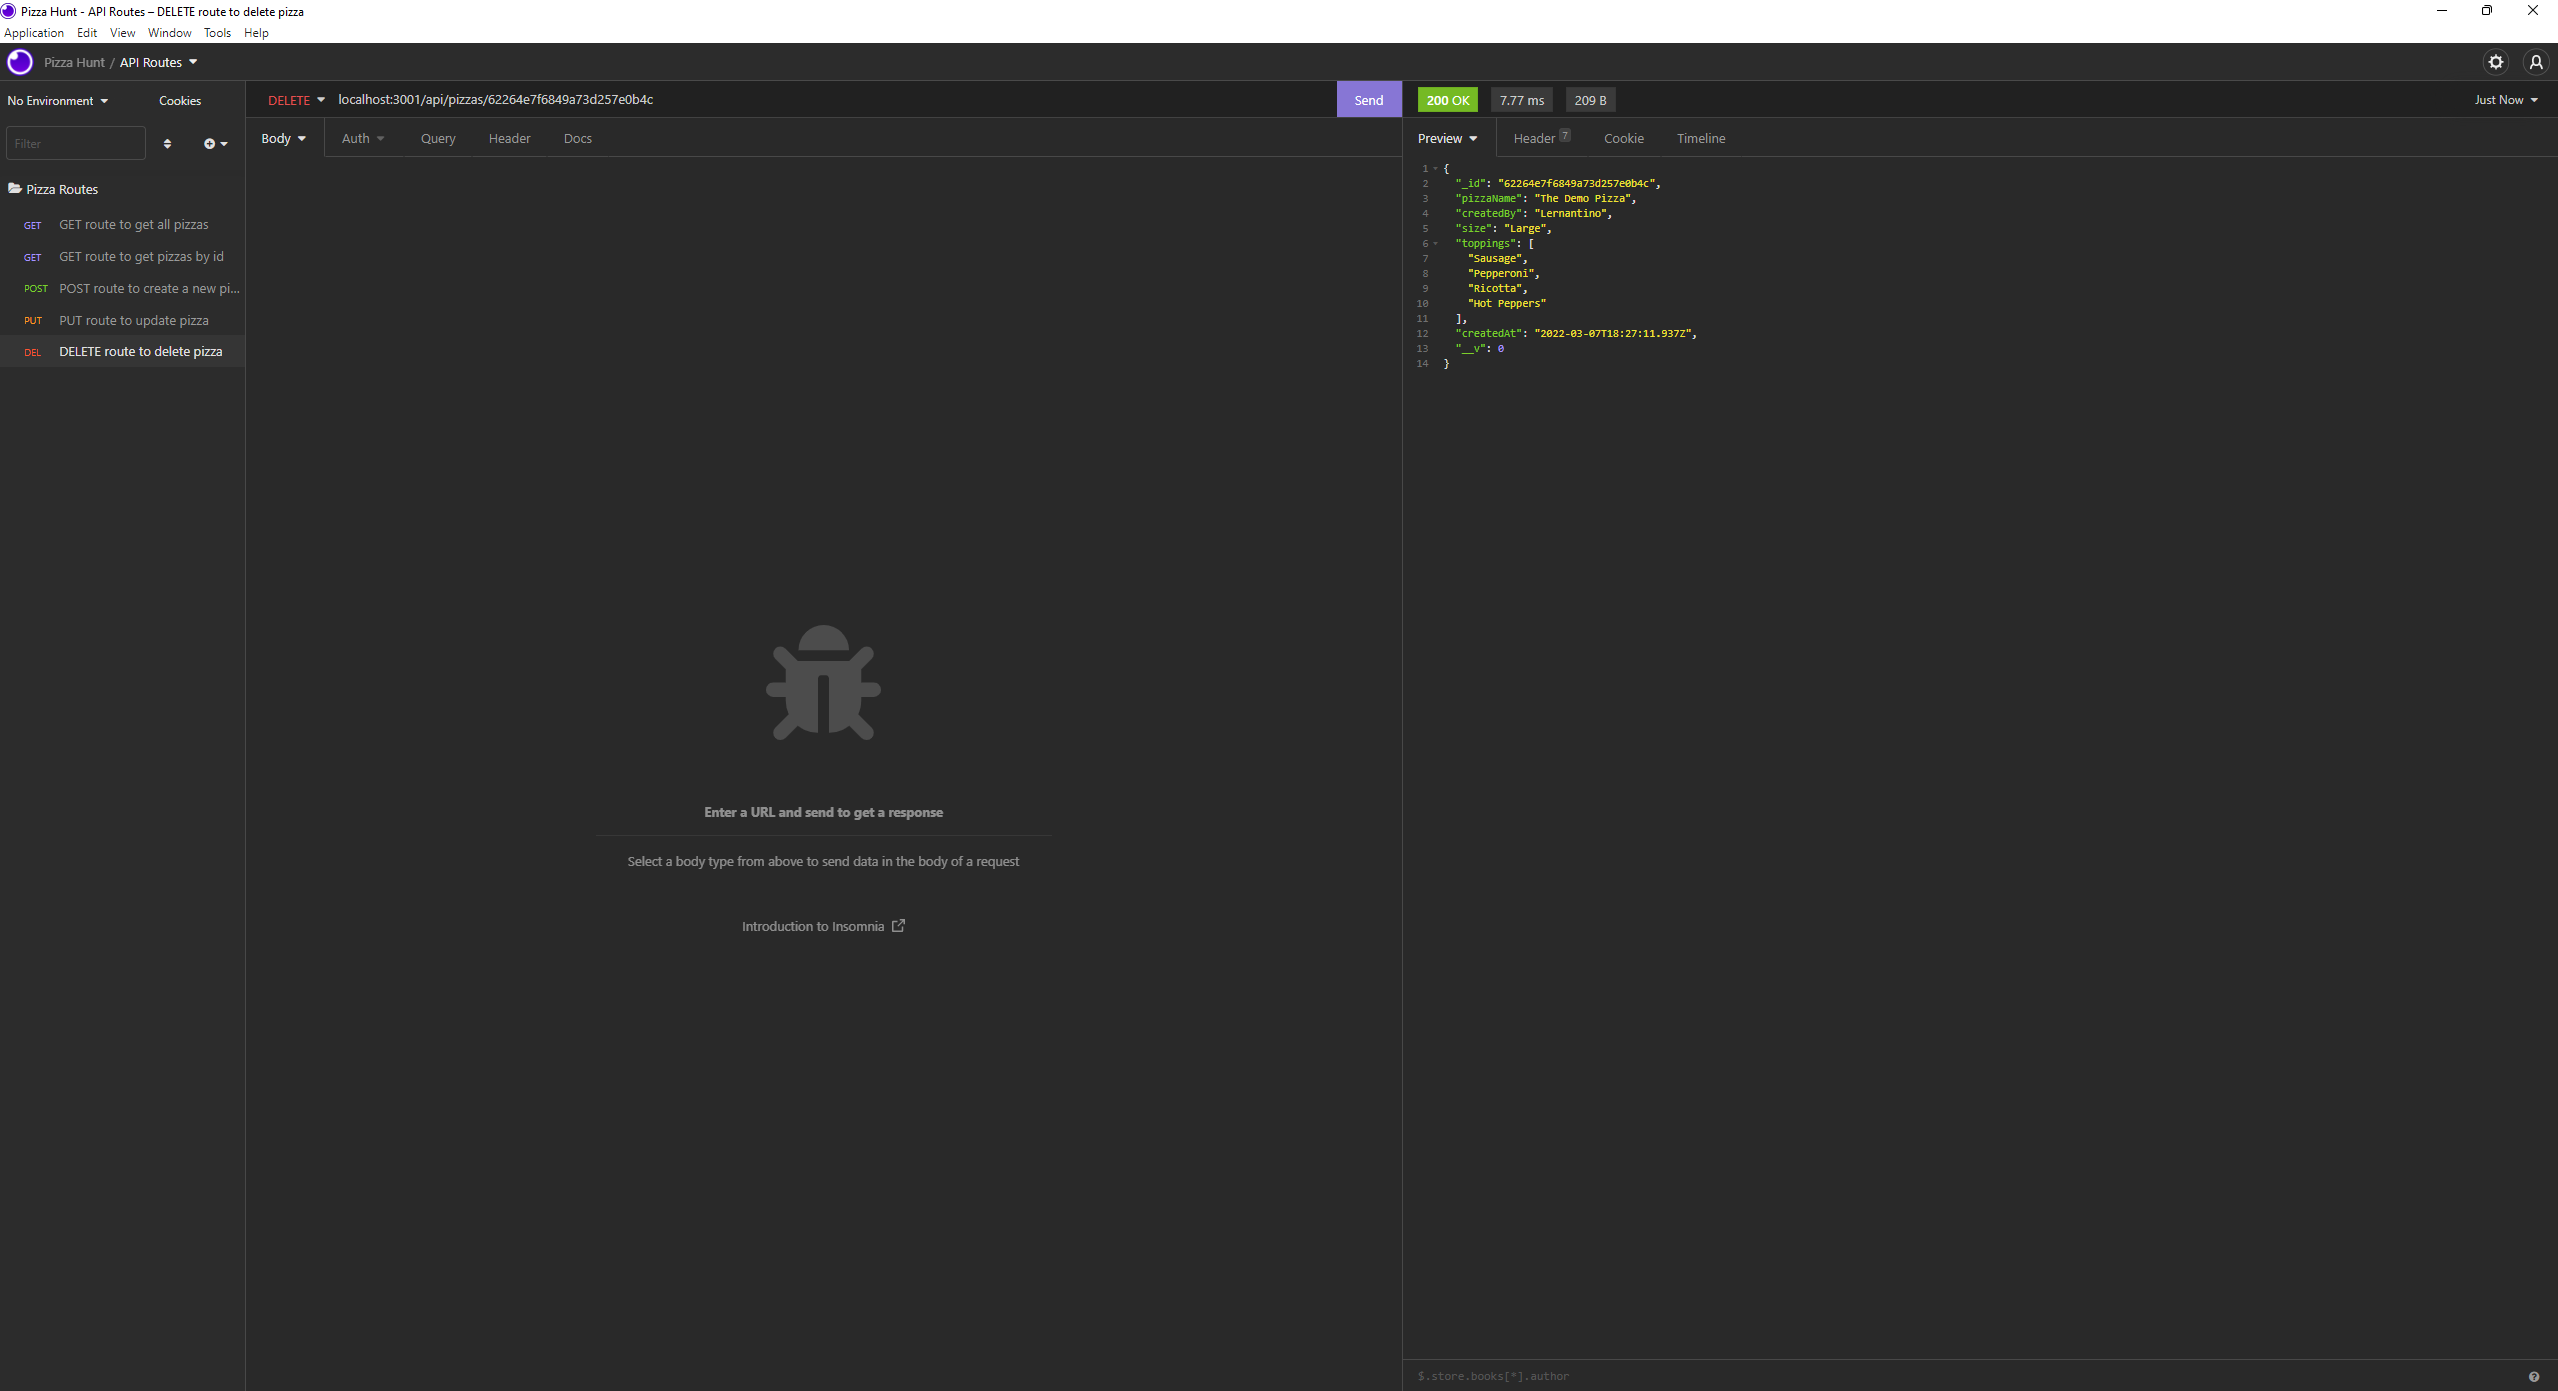 Pizza Hunt - API Routes – DELETE route to delete pizza
Application Edit View Window Tools Help
Pizza Hunt / API Routes
No Environment Cookies
DELETE localhost:3001/api/pizzas/62264e7f6849a73d257e0b4c Send
200 OK 7.77 ms 209 B Just Now
Filter
Body Auth Query Header Docs
Preview Header 7 Cookie Timeline
Pizza Routes
GET GET route to get all pizzas
GET GET route to get pizzas by id
POST POST route to create a new pi...
PUT PUT route to update pizza
DEL DELETE route to delete pizza
Enter a URL and send to get a response
Select a body type from above to send data in the body of a request
Introduction to Insomnia
1 {
2 "_id": "62264e7f6849a73d257e0b4c",
3 "pizzaName": "The Demo Pizza",
4 "createdBy": "Lernantino",
5 "size": "Large",
6 "toppings": [
7 "Sausage",
8 "Pepperoni",
9 "Ricotta",
10 "Hot Peppers"
11 ],
12 "createdAt": "2022-03-07T18:27:11.937Z",
13 "__v": 0
14 }
$.store.books[*].author